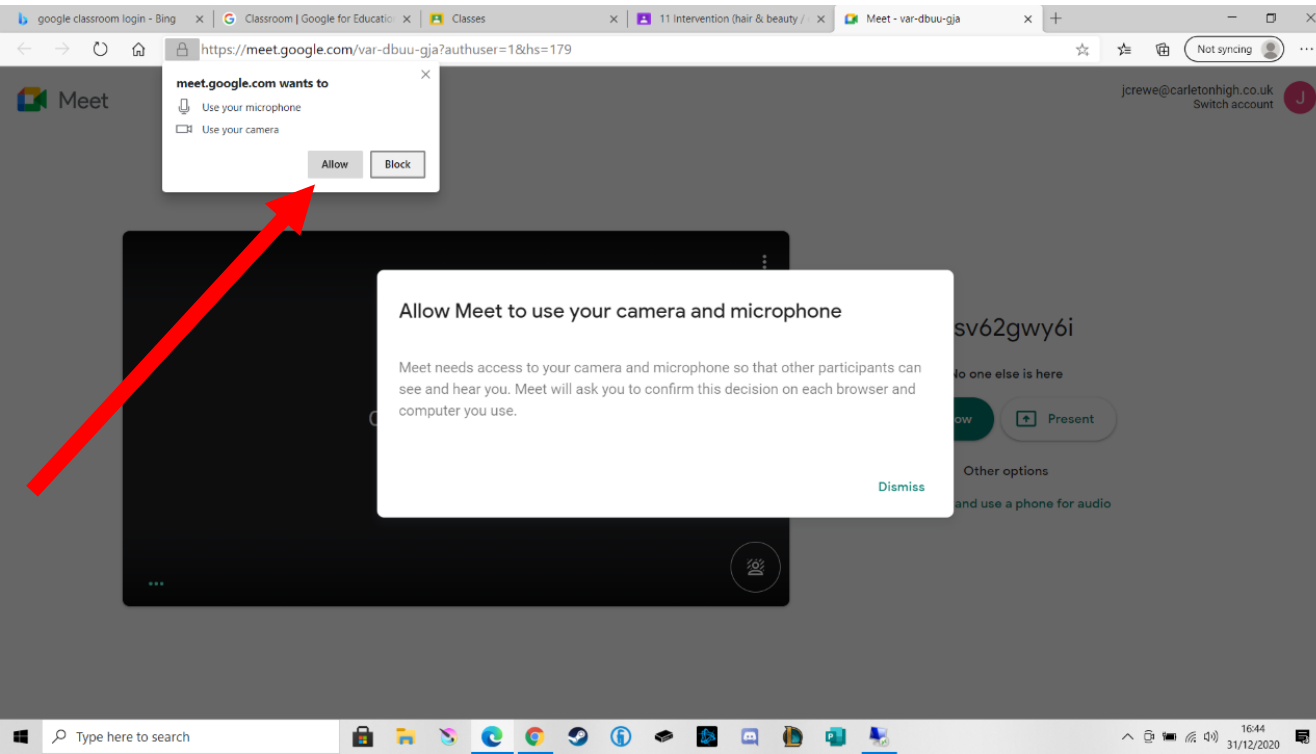 google classroom login - Bing
Classroom | Google for Educatio
Classes
11 Intervention (hair & beauty /
Meet - var-dbuu-gja
https://meet.google.com/var-dbuu-gja?authuser=1&hs=179
Not syncing
meet.google.com wants to
Use your microphone
Use your camera
Allow
Block
Meet
jcrewe@carletonhigh.co.uk
Switch account
J
Allow Meet to use your camera and microphone
Meet needs access to your camera and microphone so that other participants can
see and hear you. Meet will ask you to confirm this decision on each browser and
computer you use.
Dismiss
sv62gwy6i
No one else is here
ow
Present
Other options
and use a phone for audio
Type here to search
16:44
31/12/2020